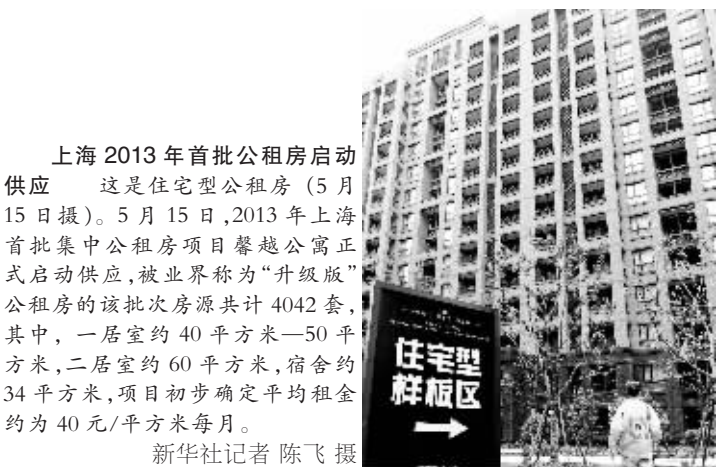 上海 2013 年首批公租房启动
供应 这是住宅型公租房 (5 月
15 日摄)。5 月 15 日,2013 年上海
首批集中公租房项目馨越公寓正
式启动供应,被业界称为“升级版”
公租房的该批次房源共计 4042 套,
其中, 一居室约 40 平方米—50 平
方米,二居室约 60 平方米,宿舍约
34 平方米,项目初步确定平均租金
约为 40 元/平方米每月。
新华社记者 陈飞 摄
住宅型
样板区